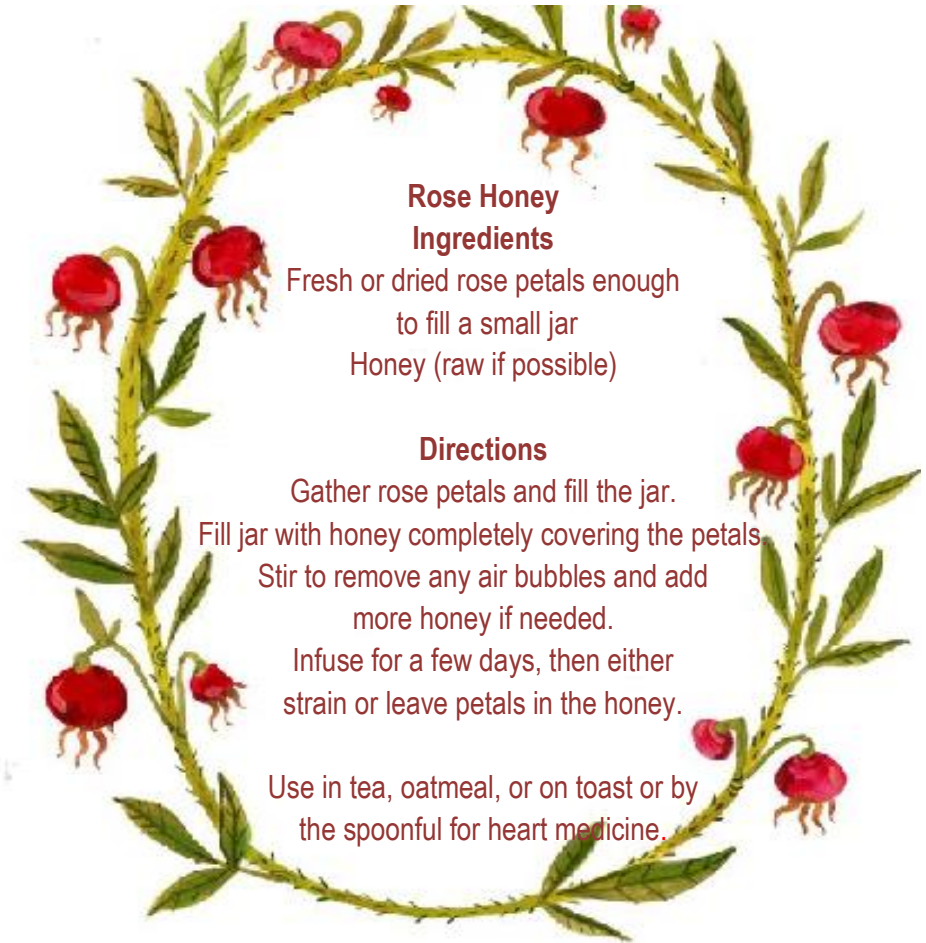 Rose Honey
Ingredients
Fresh or dried rose petals enough
to fill a small jar
Honey (raw if possible)
Directions
Gather rose petals and fill the jar.
Fill jar with honey completely covering the petals.
Stir to remove any air bubbles and add
more honey if needed.
Infuse for a few days, then either
strain or leave petals in the honey.
Use in tea, oatmeal, or on toast or by
the spoonful for heart medicine.